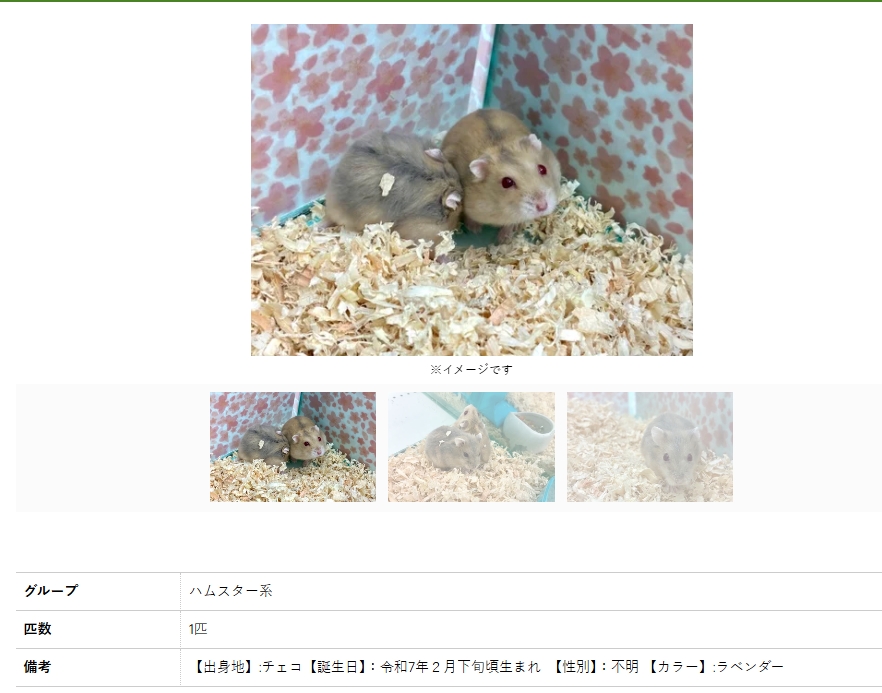 ※イメージです
グループ
ハムスター系
匹数
1匹
備考
【出身地】:チェコ【誕生日】：令和7年２月下旬頃生まれ 【性別】：不明 【カラー】:ラベンダー